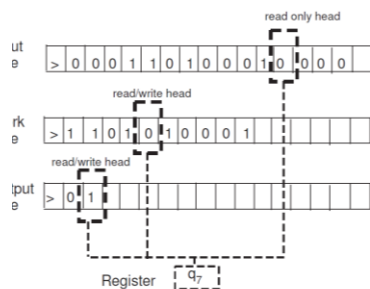 read only head
ut
> 0 0 0 1 1 0 1 0 0 0 1 0 0 0 0
e
read/write head
rk
> 1 1 0 1 0 1 0 0 0 1
e
read/write head
tput
> 0 1
e
Register q7